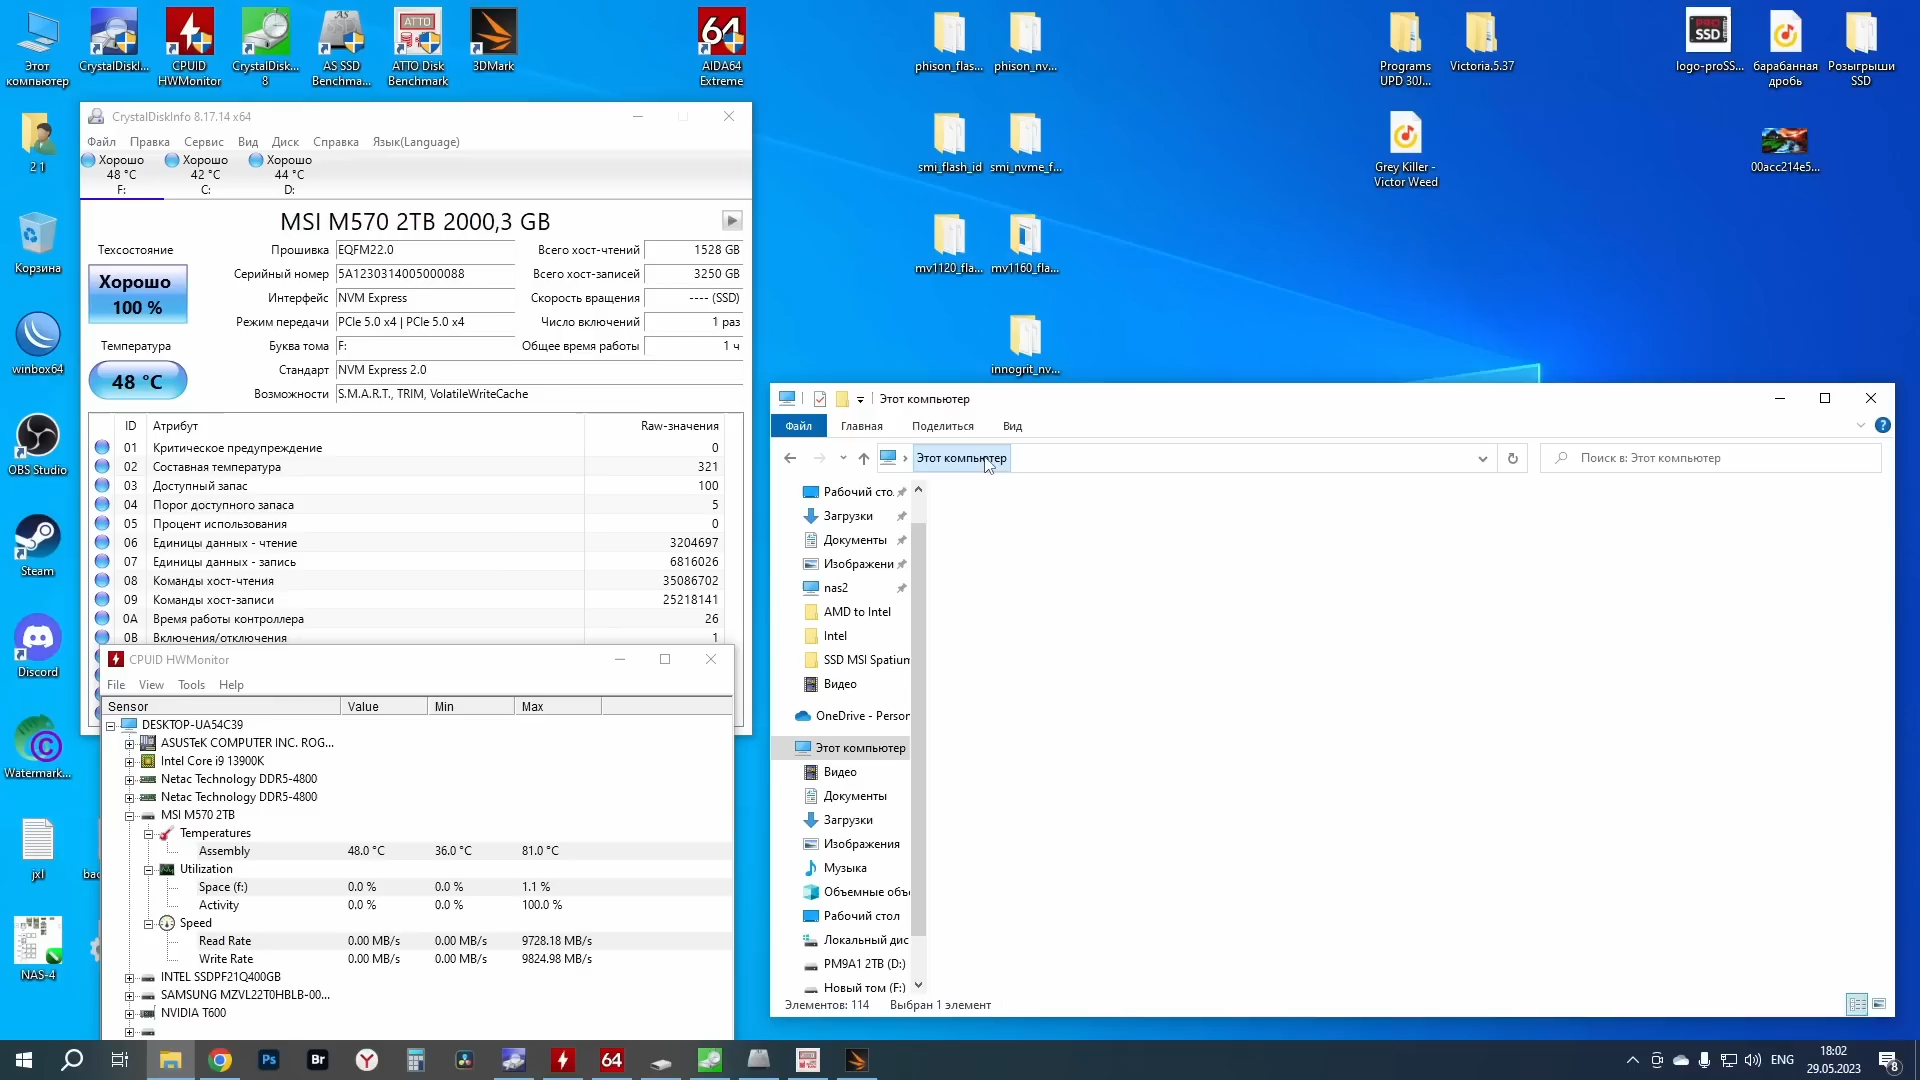 Этот компьютер
CrystalDiskI...
CPUID HWMonitor
CrystalDisk... 8
AS SSD Benchma...
ATTO Disk Benchmark
3DMark
AIDA64 Extreme
phison_flas...
phison_nv...
Programs UPD 30J...
Victoria.5.37
logo-proSS...
барабанная дробь
Розыгрыши SSD
2 1
smi_flash_id
smi_nvme_f...
Grey Killer - Victor Weed
00acc214e5...
Корзина
mv1120_fla...
mv1160_fla...
winbox64
innogrit_nv...
OBS Studio
Steam
Discord
Watermark...
jxl
NAS-4
CrystalDiskInfo 8.17.14 x64
Файл Правка Сервис Вид Диск Справка Язык(Language)
Хорошо Хорошо Хорошо
48 °C 42 °C 44 °C
F: C: D:
MSI M570 2TB 2000,3 GB
Техсостояние
Хорошо
100 %
Температура
48 °C
Прошивка EQFM22.0 Всего хост-чтений 1528 GB
Серийный номер 5A1230314005000088 Всего хост-записей 3250 GB
Интерфейс NVM Express Скорость вращения ---- (SSD)
Режим передачи PCIe 5.0 x4 | PCIe 5.0 x4 Число включений 1 раз
Буква тома F: Общее время работы 1 ч
Стандарт NVM Express 2.0
Возможности S.M.A.R.T., TRIM, VolatileWriteCache
ID Атрибут Raw-значения
01 Критическое предупреждение 0
02 Составная температура 321
03 Доступный запас 100
04 Порог доступного запаса 5
05 Процент использования 0
06 Единицы данных - чтение 3204697
07 Единицы данных - запись 6816026
08 Команды хост-чтения 35086702
09 Команды хост-записи 25218141
0A Время работы контроллера 26
0B Включения/отключения 1
CPUID HWMonitor
File View Tools Help
Sensor Value Min Max
DESKTOP-UA54C39
ASUSTeK COMPUTER INC. ROG...
Intel Core i9 13900K
Netac Technology DDR5-4800
Netac Technology DDR5-4800
MSI M570 2TB
Temperatures
Assembly 48.0 °C 36.0 °C 81.0 °C
Utilization
Space (f:) 0.0 % 0.0 % 1.1 %
Activity 0.0 % 0.0 % 100.0 %
Speed
Read Rate 0.00 MB/s 0.00 MB/s 9728.18 MB/s
Write Rate 0.00 MB/s 0.00 MB/s 9824.98 MB/s
INTEL SSDPF21Q400GB
SAMSUNG MZVL22T0HBLB-00...
NVIDIA T600
Этот компьютер
Файл Главная Поделиться Вид
Этот компьютер
Поиск в: Этот компьютер
Рабочий сто.
Загрузки
Документы
Изображени
nas2
AMD to Intel
Intel
SSD MSI Spatium
Видео
OneDrive - Person
Этот компьютер
Видео
Документы
Загрузки
Изображения
Музыка
Объемные объ
Рабочий стол
Локальный дис
PM9A1 2TB (D:)
Новый том (F:)
Элементов: 114 Выбран 1 элемент
ENG
18:02
29.05.2023
8